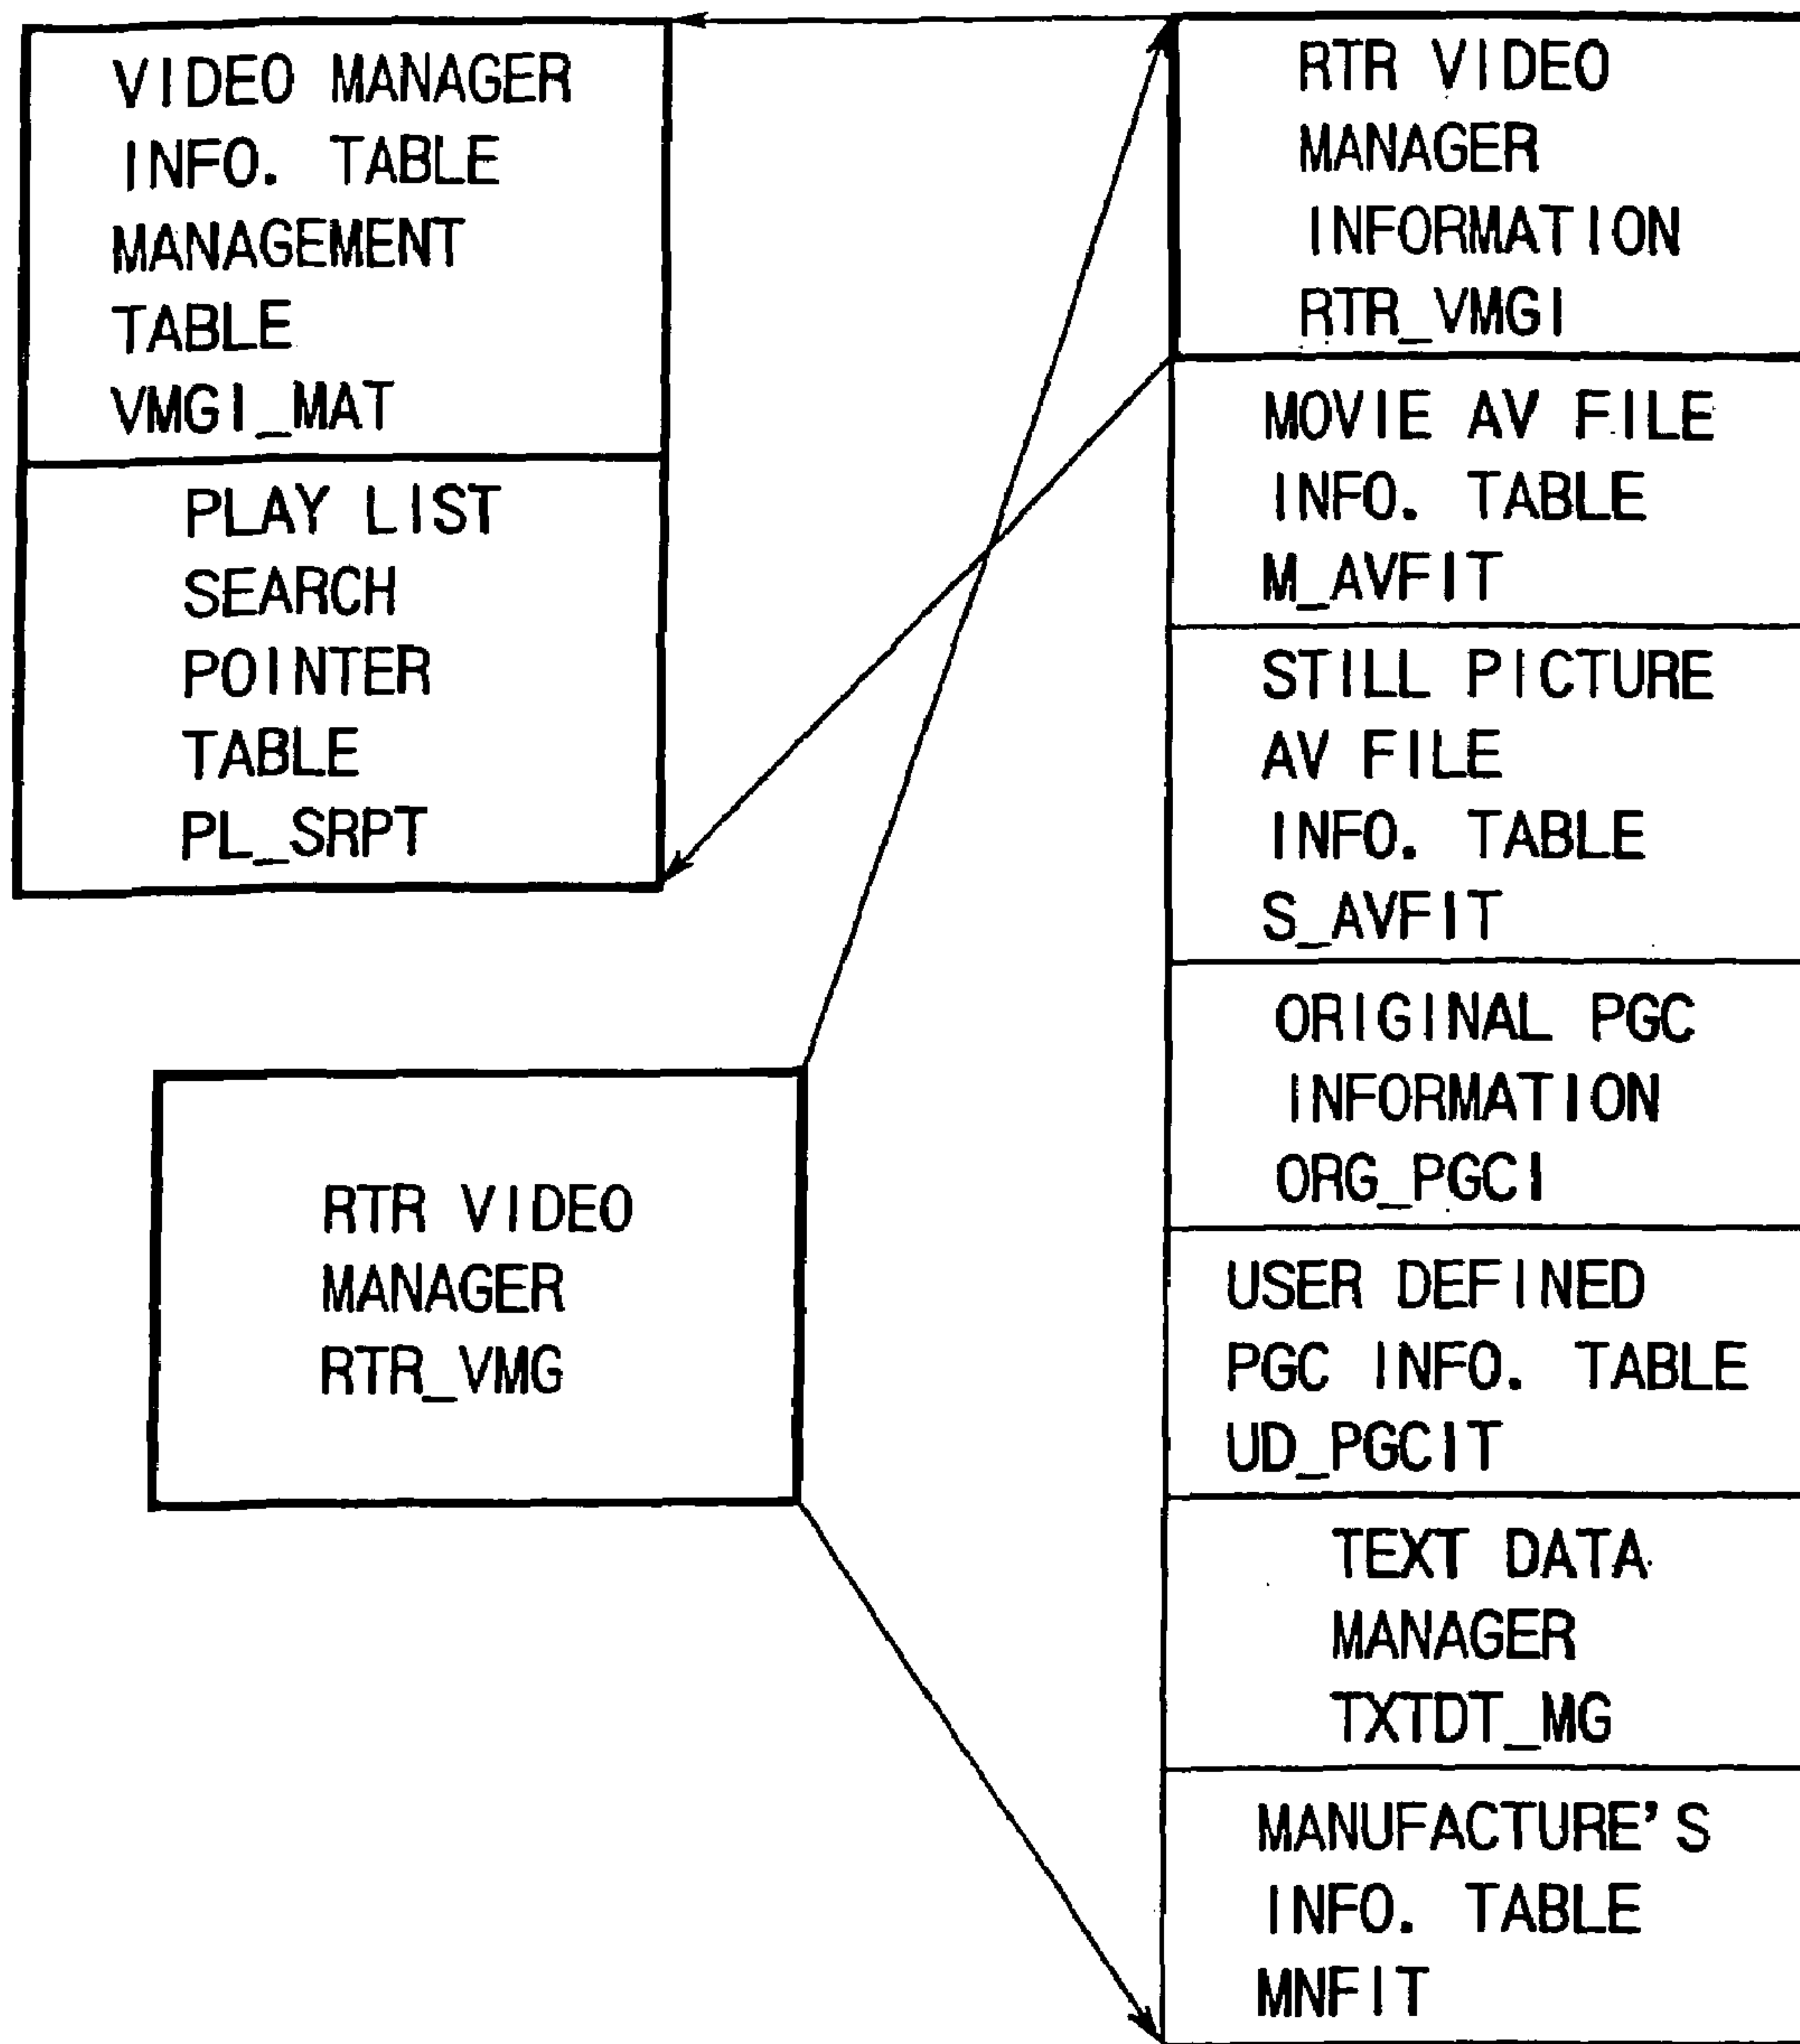 VIDEO MANAGER
INFO. TABLE
MANAGEMENT
TABLE
VMGI_MAT
PLAY LIST
SEARCH
POINTER
TABLE
PL_SRPT
RTR VIDEO
MANAGER
RTR_VMG
RTR VIDEO
MANAGER
INFORMATION
RTR_VMGI
MOVIE AV FILE
INFO. TABLE
M_AVFIT
STILL PICTURE
AV FILE
INFO. TABLE
S_AVFIT
ORIGINAL PGC
INFORMATION
ORG_PGCI
USER DEFINED
PGC INFO. TABLE
UD_PGCIT
TEXT DATA
MANAGER
TXTDT_MG
MANUFACTURE'S
INFO. TABLE
MNFIT